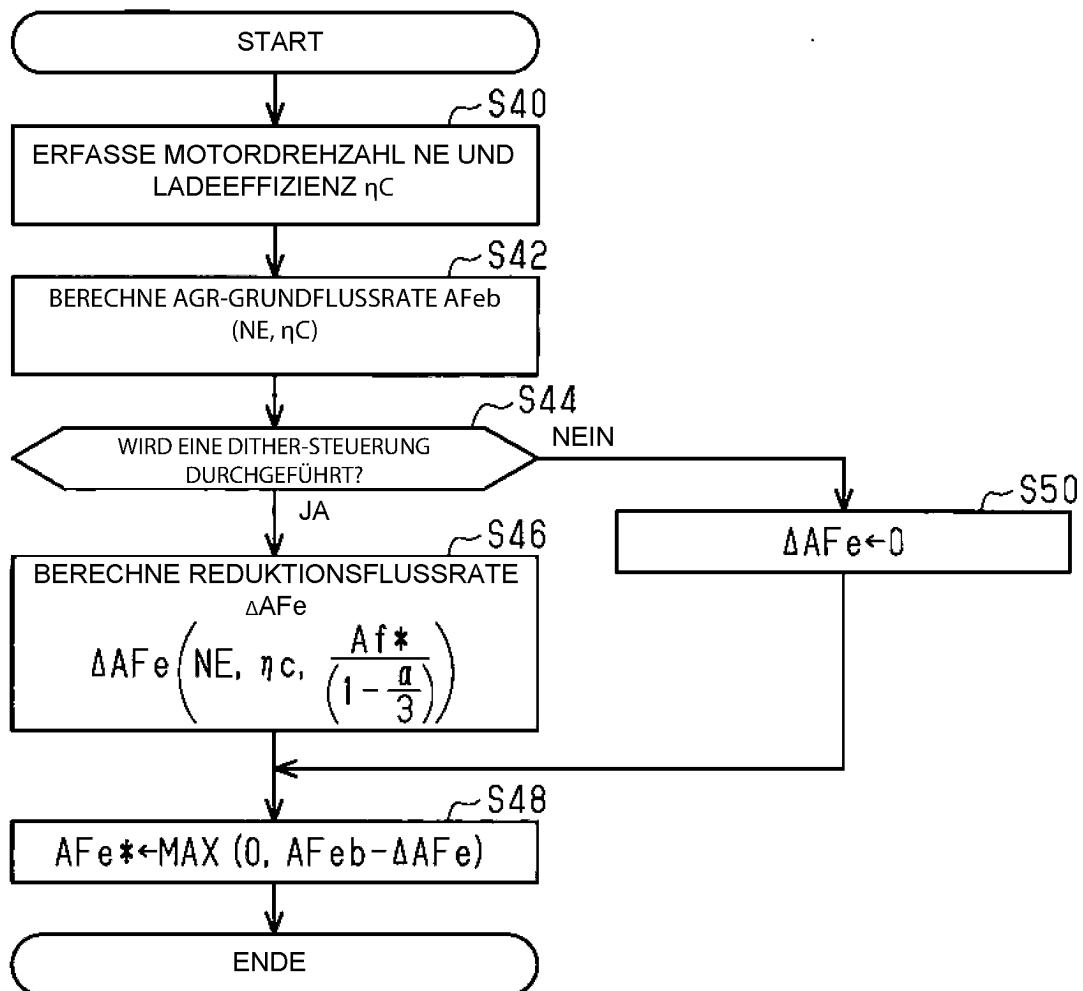 START
S40
ERFASSE MOTORDREHZAHL NE UND
LADEEFFIZIENZ ηC
S42
BERECHNE AGR-GRUNDFLUSSRATE AFeb
(NE, ηC)
S44
WIRD EINE DITHER-STEUERUNG
DURCHGEFÜHRT?
NEIN
JA
S50
ΔAFe←0
S46
BERECHNE REDUKTIONSFLUSSRATE
ΔAFe
ΔAFe(NE, ηc, Af*/(1-α/3))
S48
AFe*←MAX (0, AFeb-ΔAFe)
ENDE